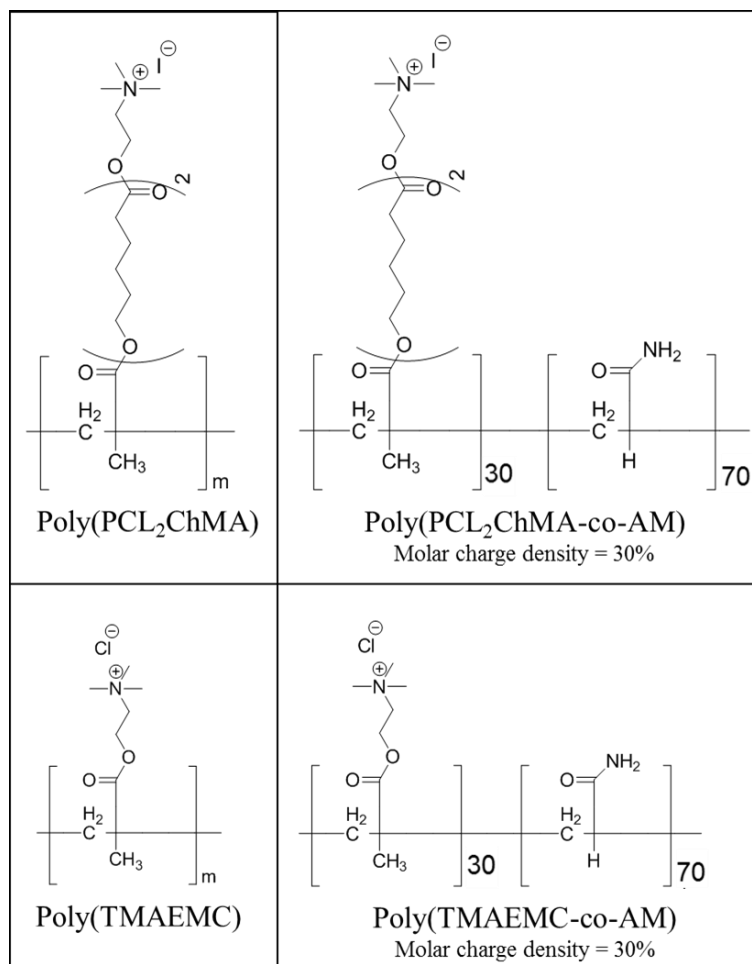 I⊖
N⊕
O
O
2
O
O
H₂
C
CH₃
m
Poly(PCL₂ChMA)
I⊖
N⊕
O
O
2
O
O
H₂
C
CH₃
30
O
NH₂
H₂
C
H
70
Poly(PCL₂ChMA-co-AM)
Molar charge density = 30%
Cl⊖
N⊕
O
O
H₂
C
CH₃
m
Poly(TMAEMC)
Cl⊖
N⊕
O
O
H₂
C
CH₃
30
O
NH₂
H₂
C
H
70
Poly(TMAEMC-co-AM)
Molar charge density = 30%